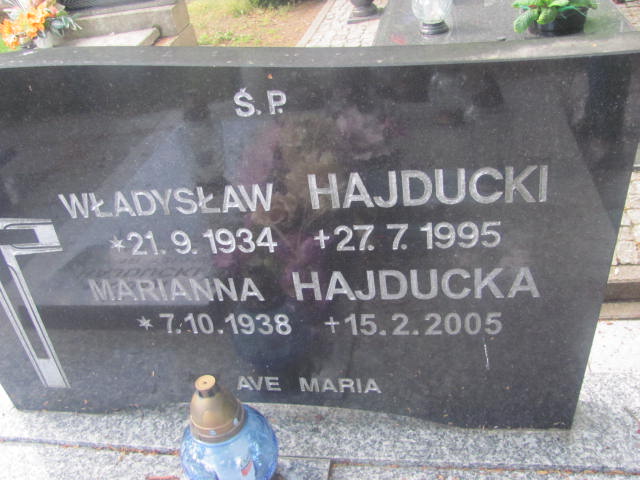 Ś.P.
WŁADYSŁAW HAJDUCKI
*21.9.1934 +27.7.1995
MARIANNA HAJDUCKA
*7.10.1938 +15.2.2005
AVE MARIA